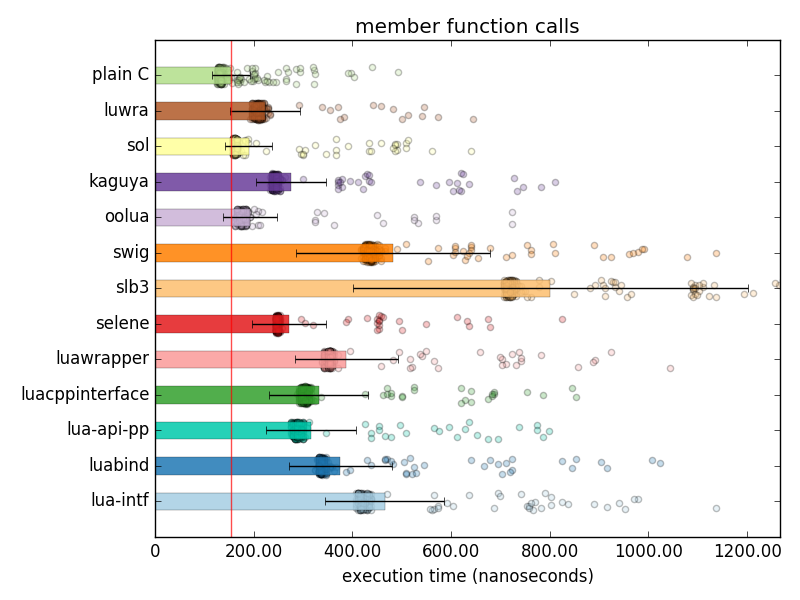 member function calls
plain C
luwra
sol
kaguya
oolua
swig
slb3
selene
luawrapper
luacppinterface
lua-api-pp
luabind
lua-intf
0 200.00 400.00 600.00 800.00 1000.00 1200.00
execution time (nanoseconds)